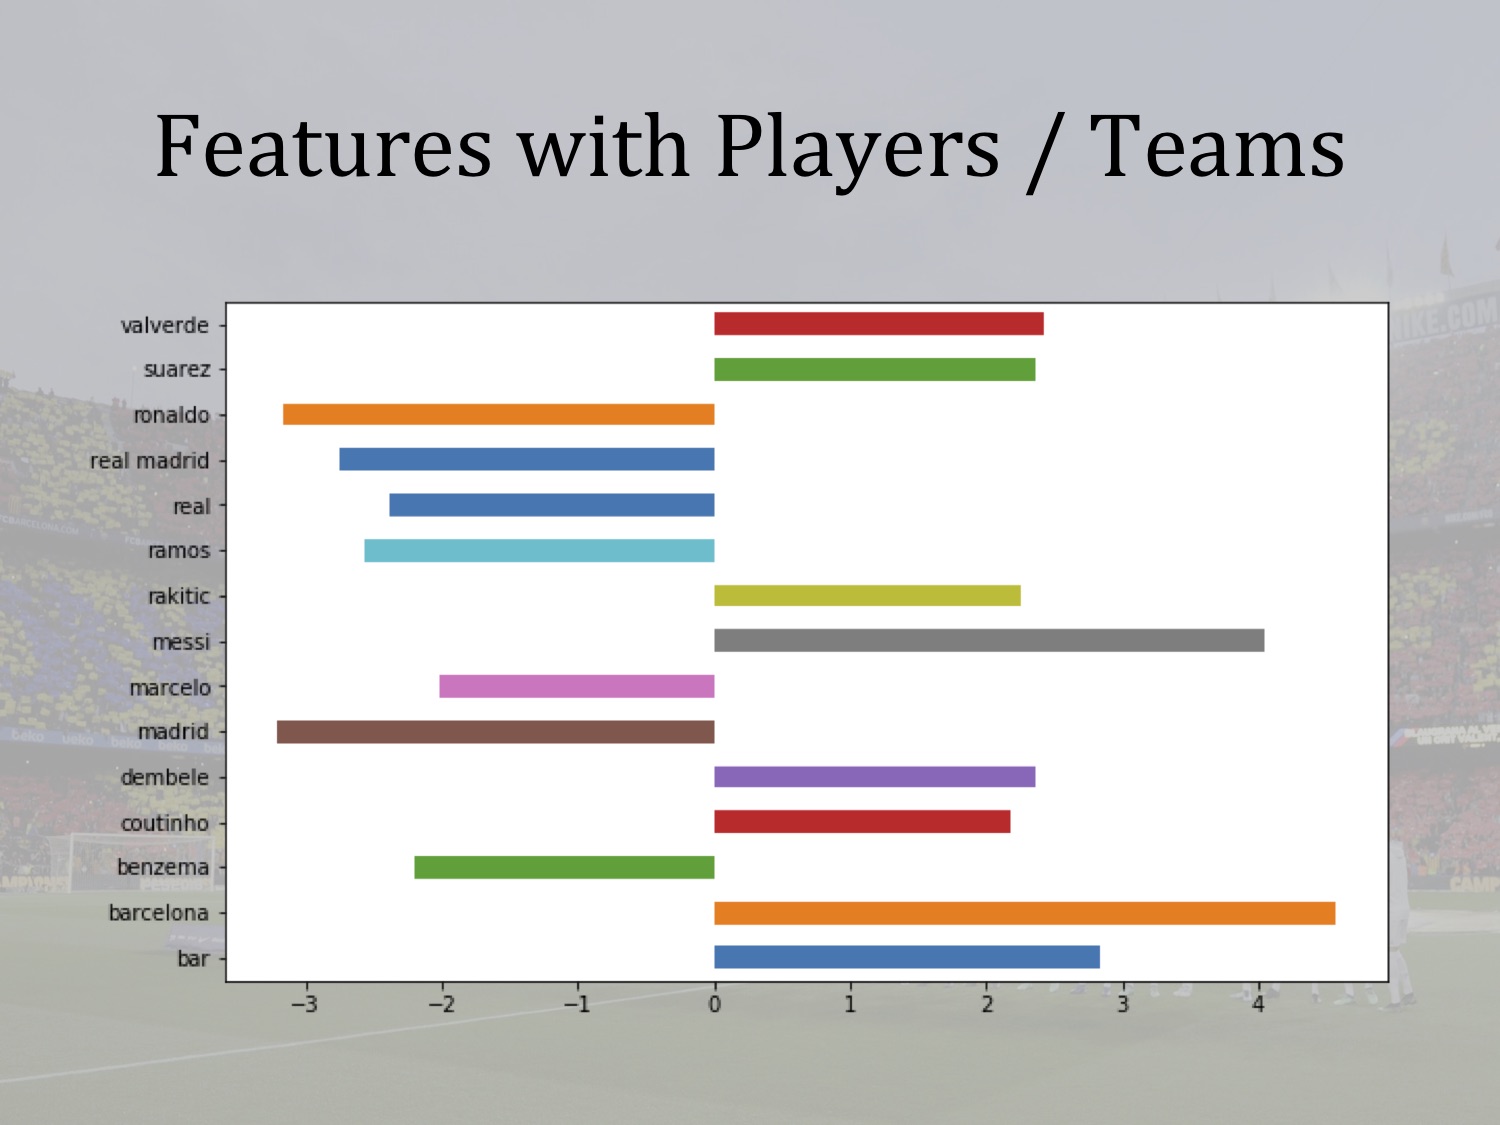 Features with Players / Teams
valverde
suarez
ronaldo
real madrid
real
ramos
rakitic
messi
marcelo
madrid
dembele
coutinho
benzema
barcelona
bar
−3 −2 −1 0 1 2 3 4